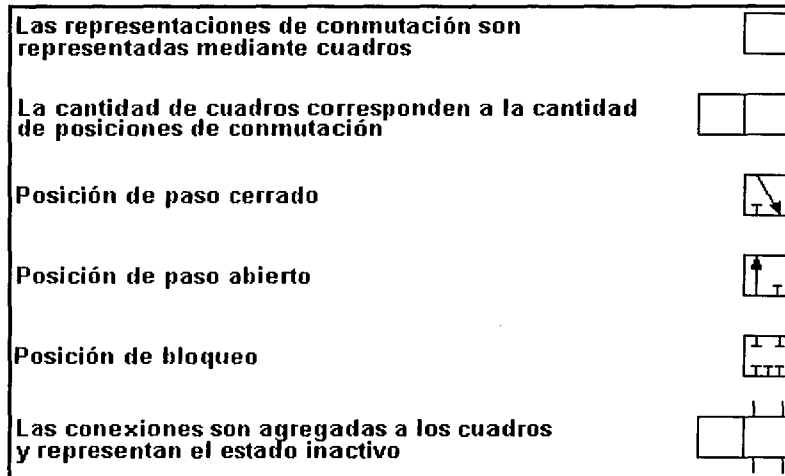 Las representaciones de conmutación son
representadas mediante cuadros
La cantidad de cuadros corresponden a la cantidad
de posiciones de conmutación
Posición de paso cerrado
Posición de paso abierto
Posición de bloqueo
Las conexiones son agregadas a los cuadros
y representan el estado inactivo